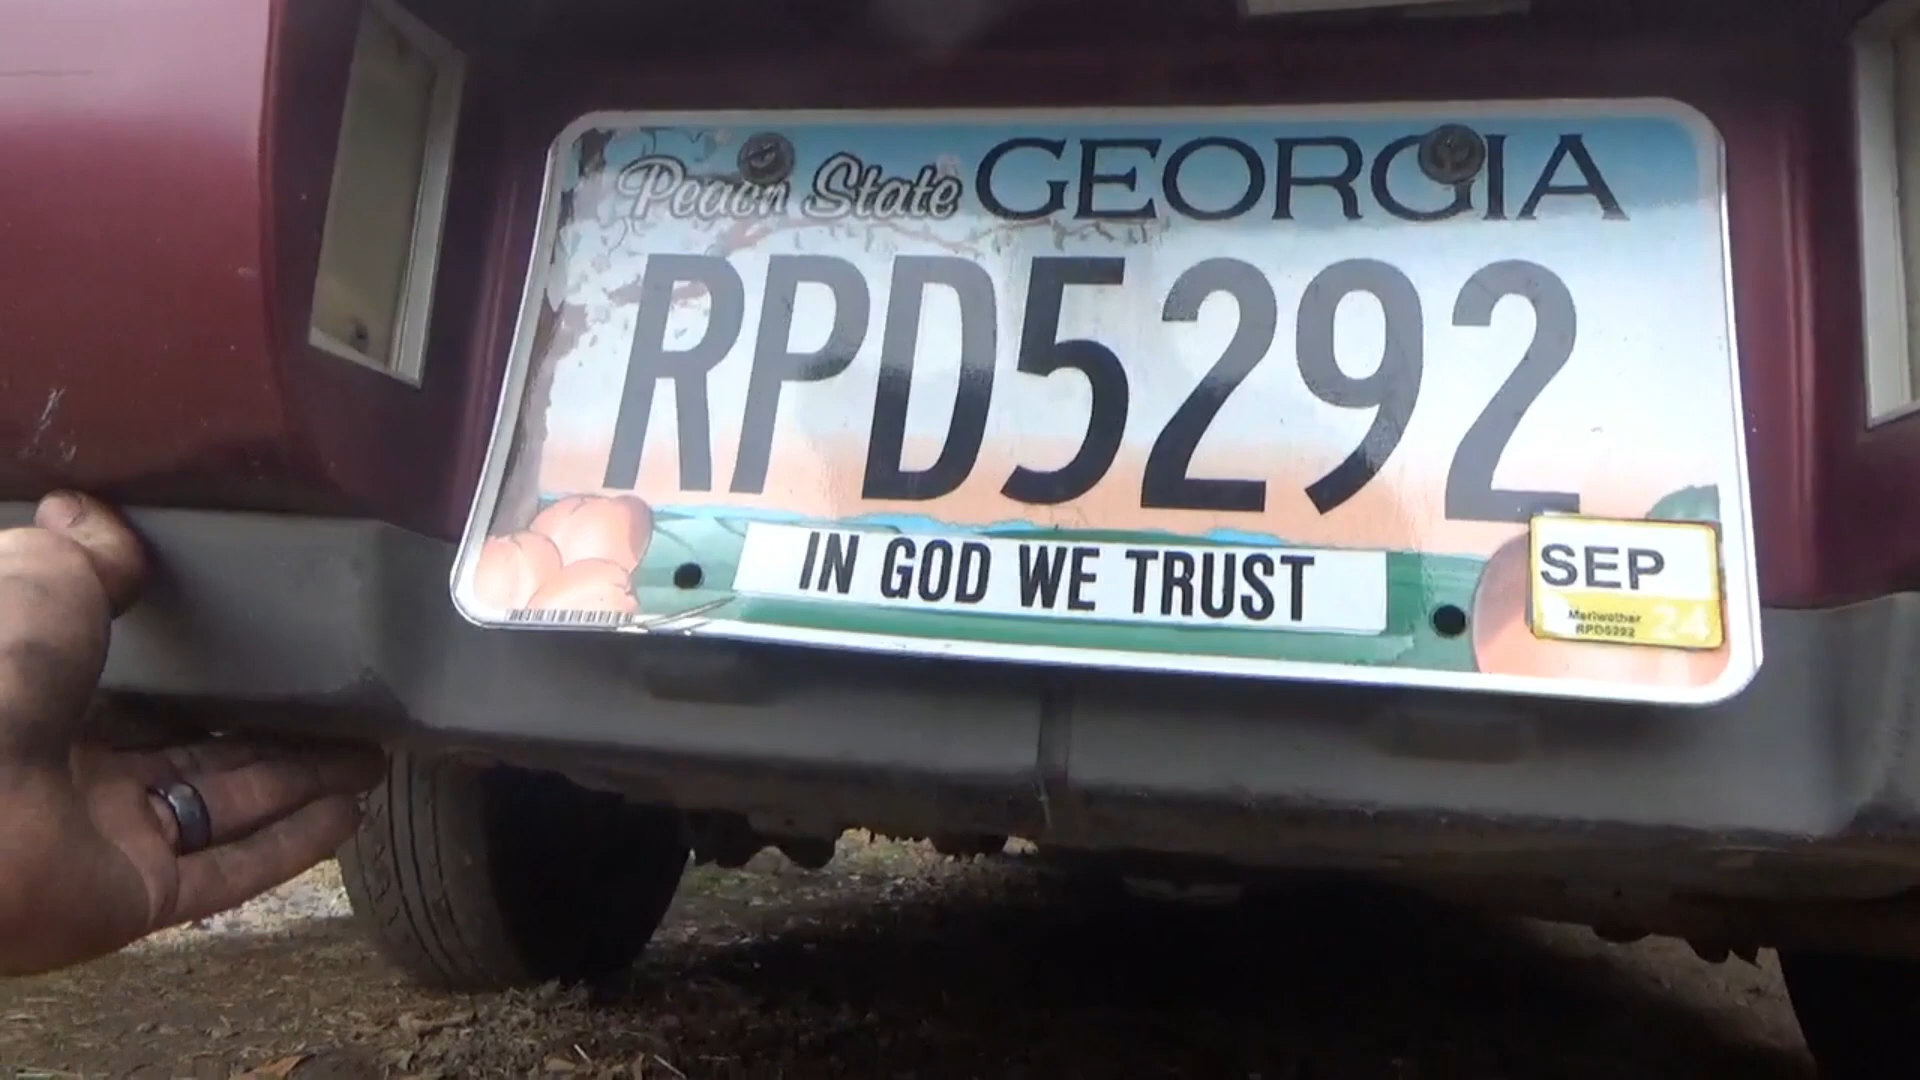 Peach State GEORGIA
RPD5292
IN GOD WE TRUST
SEP
Meriwether 24
RPD5292